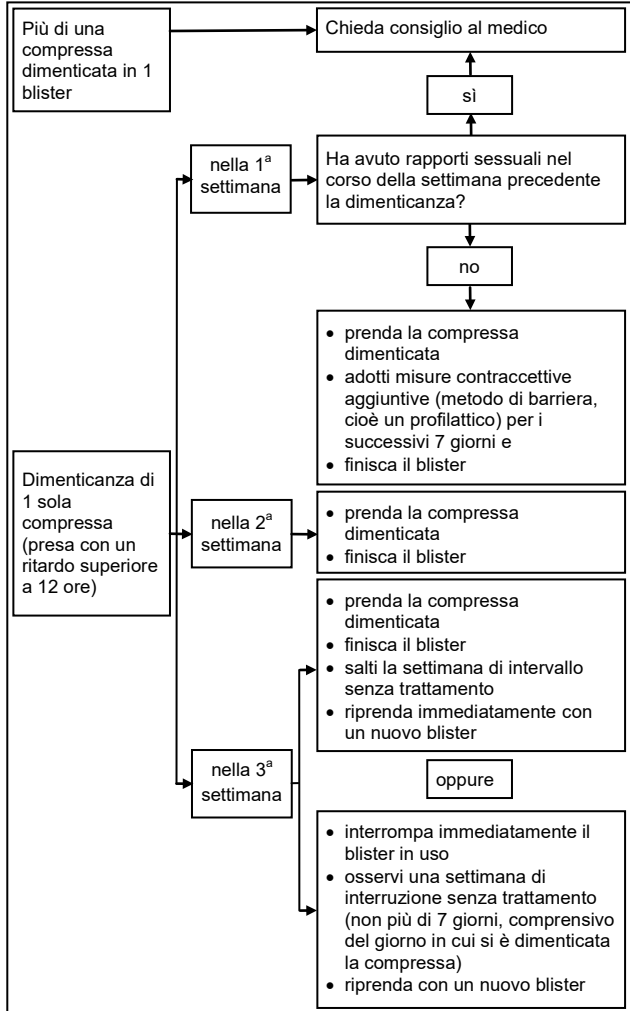 Più di una
compressa
dimenticata in 1
blister
Chieda consiglio al medico
sì
nella 1ª
settimana
Ha avuto rapporti sessuali nel
corso della settimana precedente
la dimenticanza?
no
• prenda la compressa
dimenticata
• adotti misure contraccettive
aggiuntive (metodo di barriera,
cioè un profilattico) per i
successivi 7 giorni e
• finisca il blister
Dimenticanza di
1 sola
compressa
(presa con un
ritardo superiore
a 12 ore)
nella 2ª
settimana
• prenda la compressa
dimenticata
• finisca il blister
nella 3ª
settimana
• prenda la compressa
dimenticata
• finisca il blister
• salti la settimana di intervallo
senza trattamento
• riprenda immediatamente con
un nuovo blister
oppure
• interrompa immediatamente il
blister in uso
• osservi una settimana di
interruzione senza trattamento
(non più di 7 giorni, comprensivo
del giorno in cui si è dimenticata
la compressa)
• riprenda con un nuovo blister